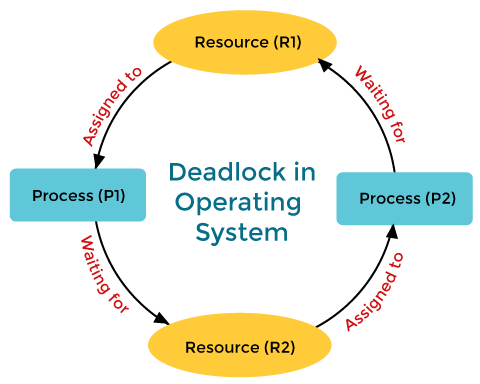 Resource (R1)
Assigned to
Waiting for
Deadlock in
Operating
System
Process (P1)
Process (P2)
Waiting for
Assigned to
Resource (R2)